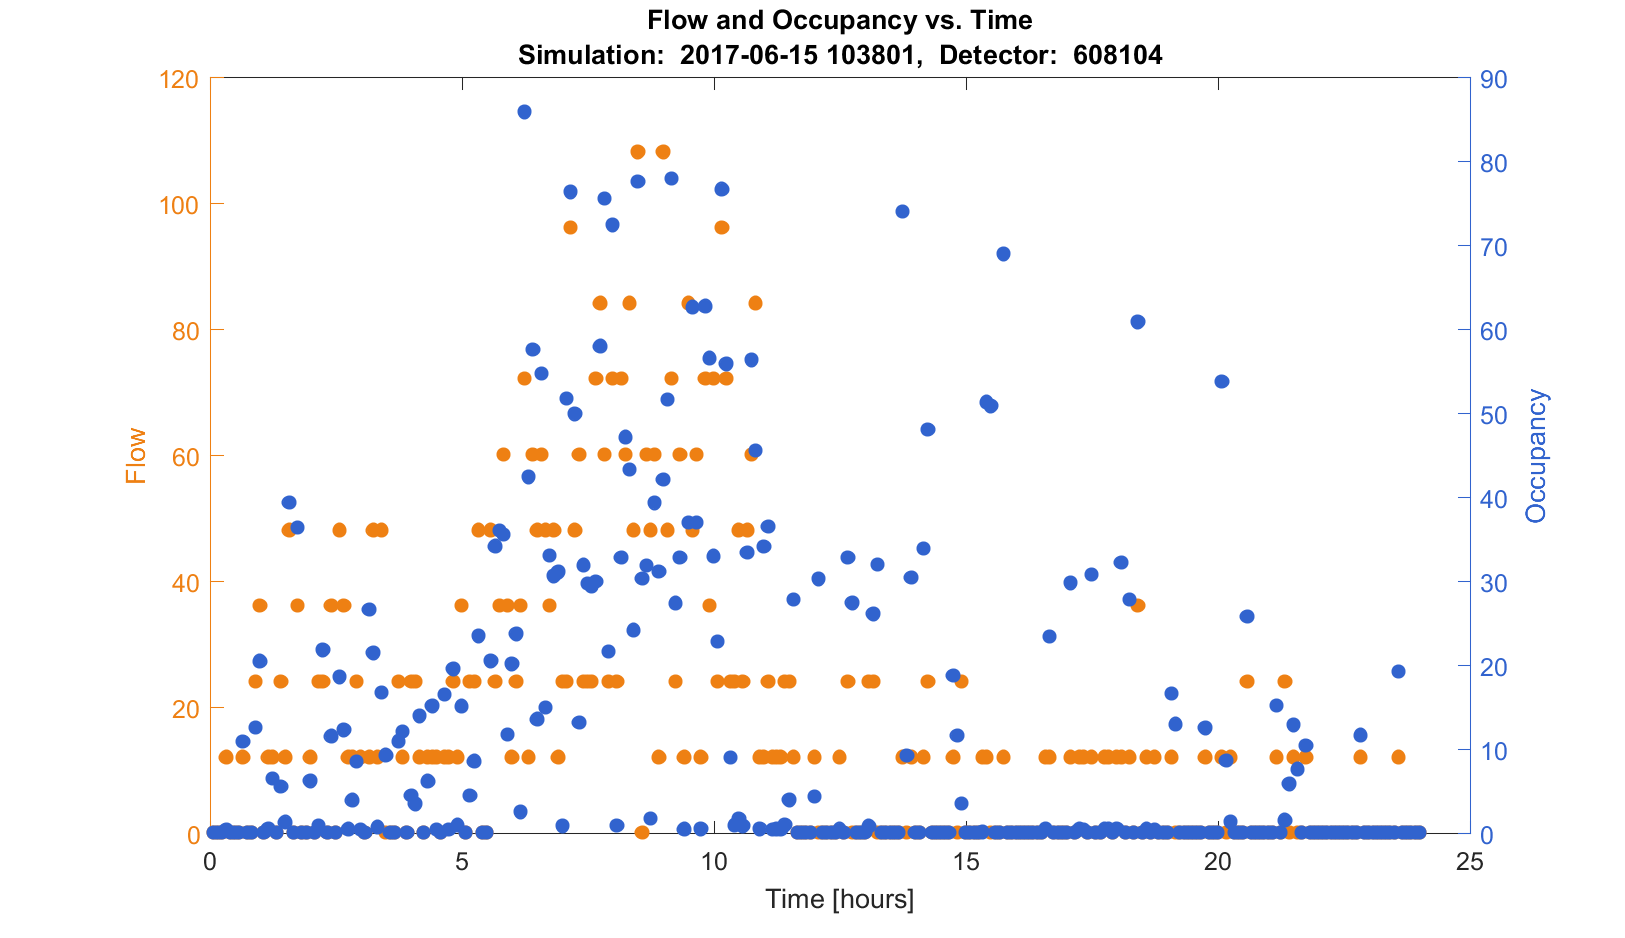 Flow and Occupancy vs. Time
Simulation:  2017-06-15 103801,  Detector:  608104
120
100
80
60
40
20
0
Flow
90
80
70
60
50
40
30
20
10
0
Occupancy
0 5 10 15 20 25
Time [hours]